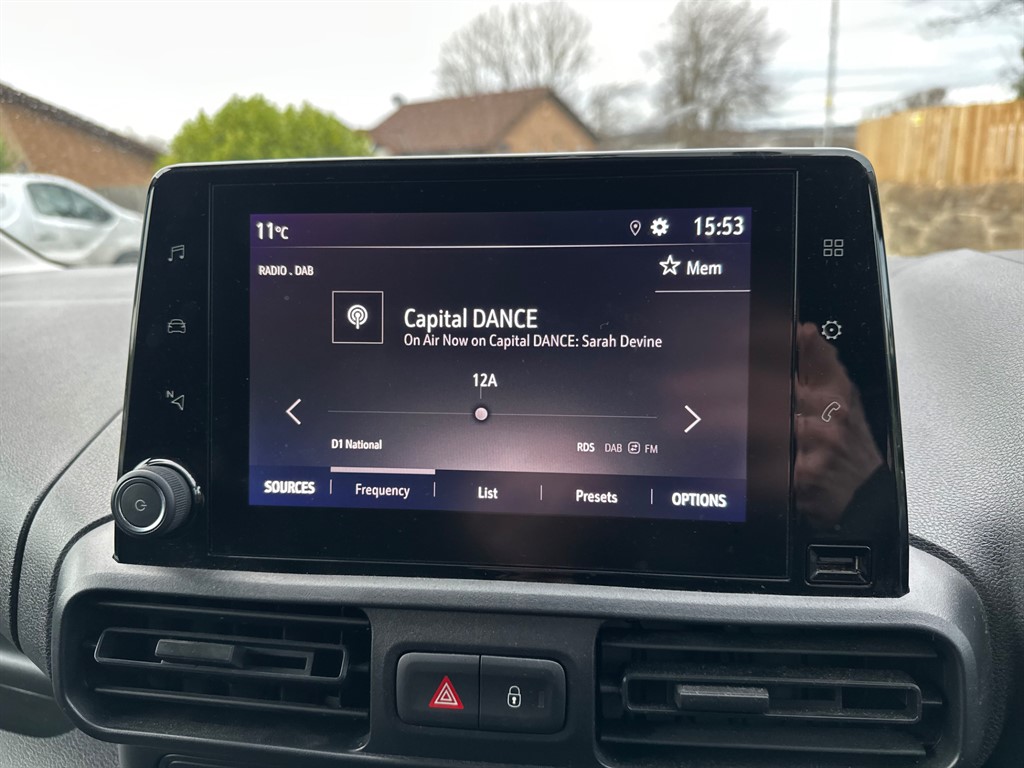 11°C
15:53
RADIO . DAB
Mem
Capital DANCE
On Air Now on Capital DANCE: Sarah Devine
12A
D1 National
RDS DAB FM
SOURCES Frequency List Presets OPTIONS
N